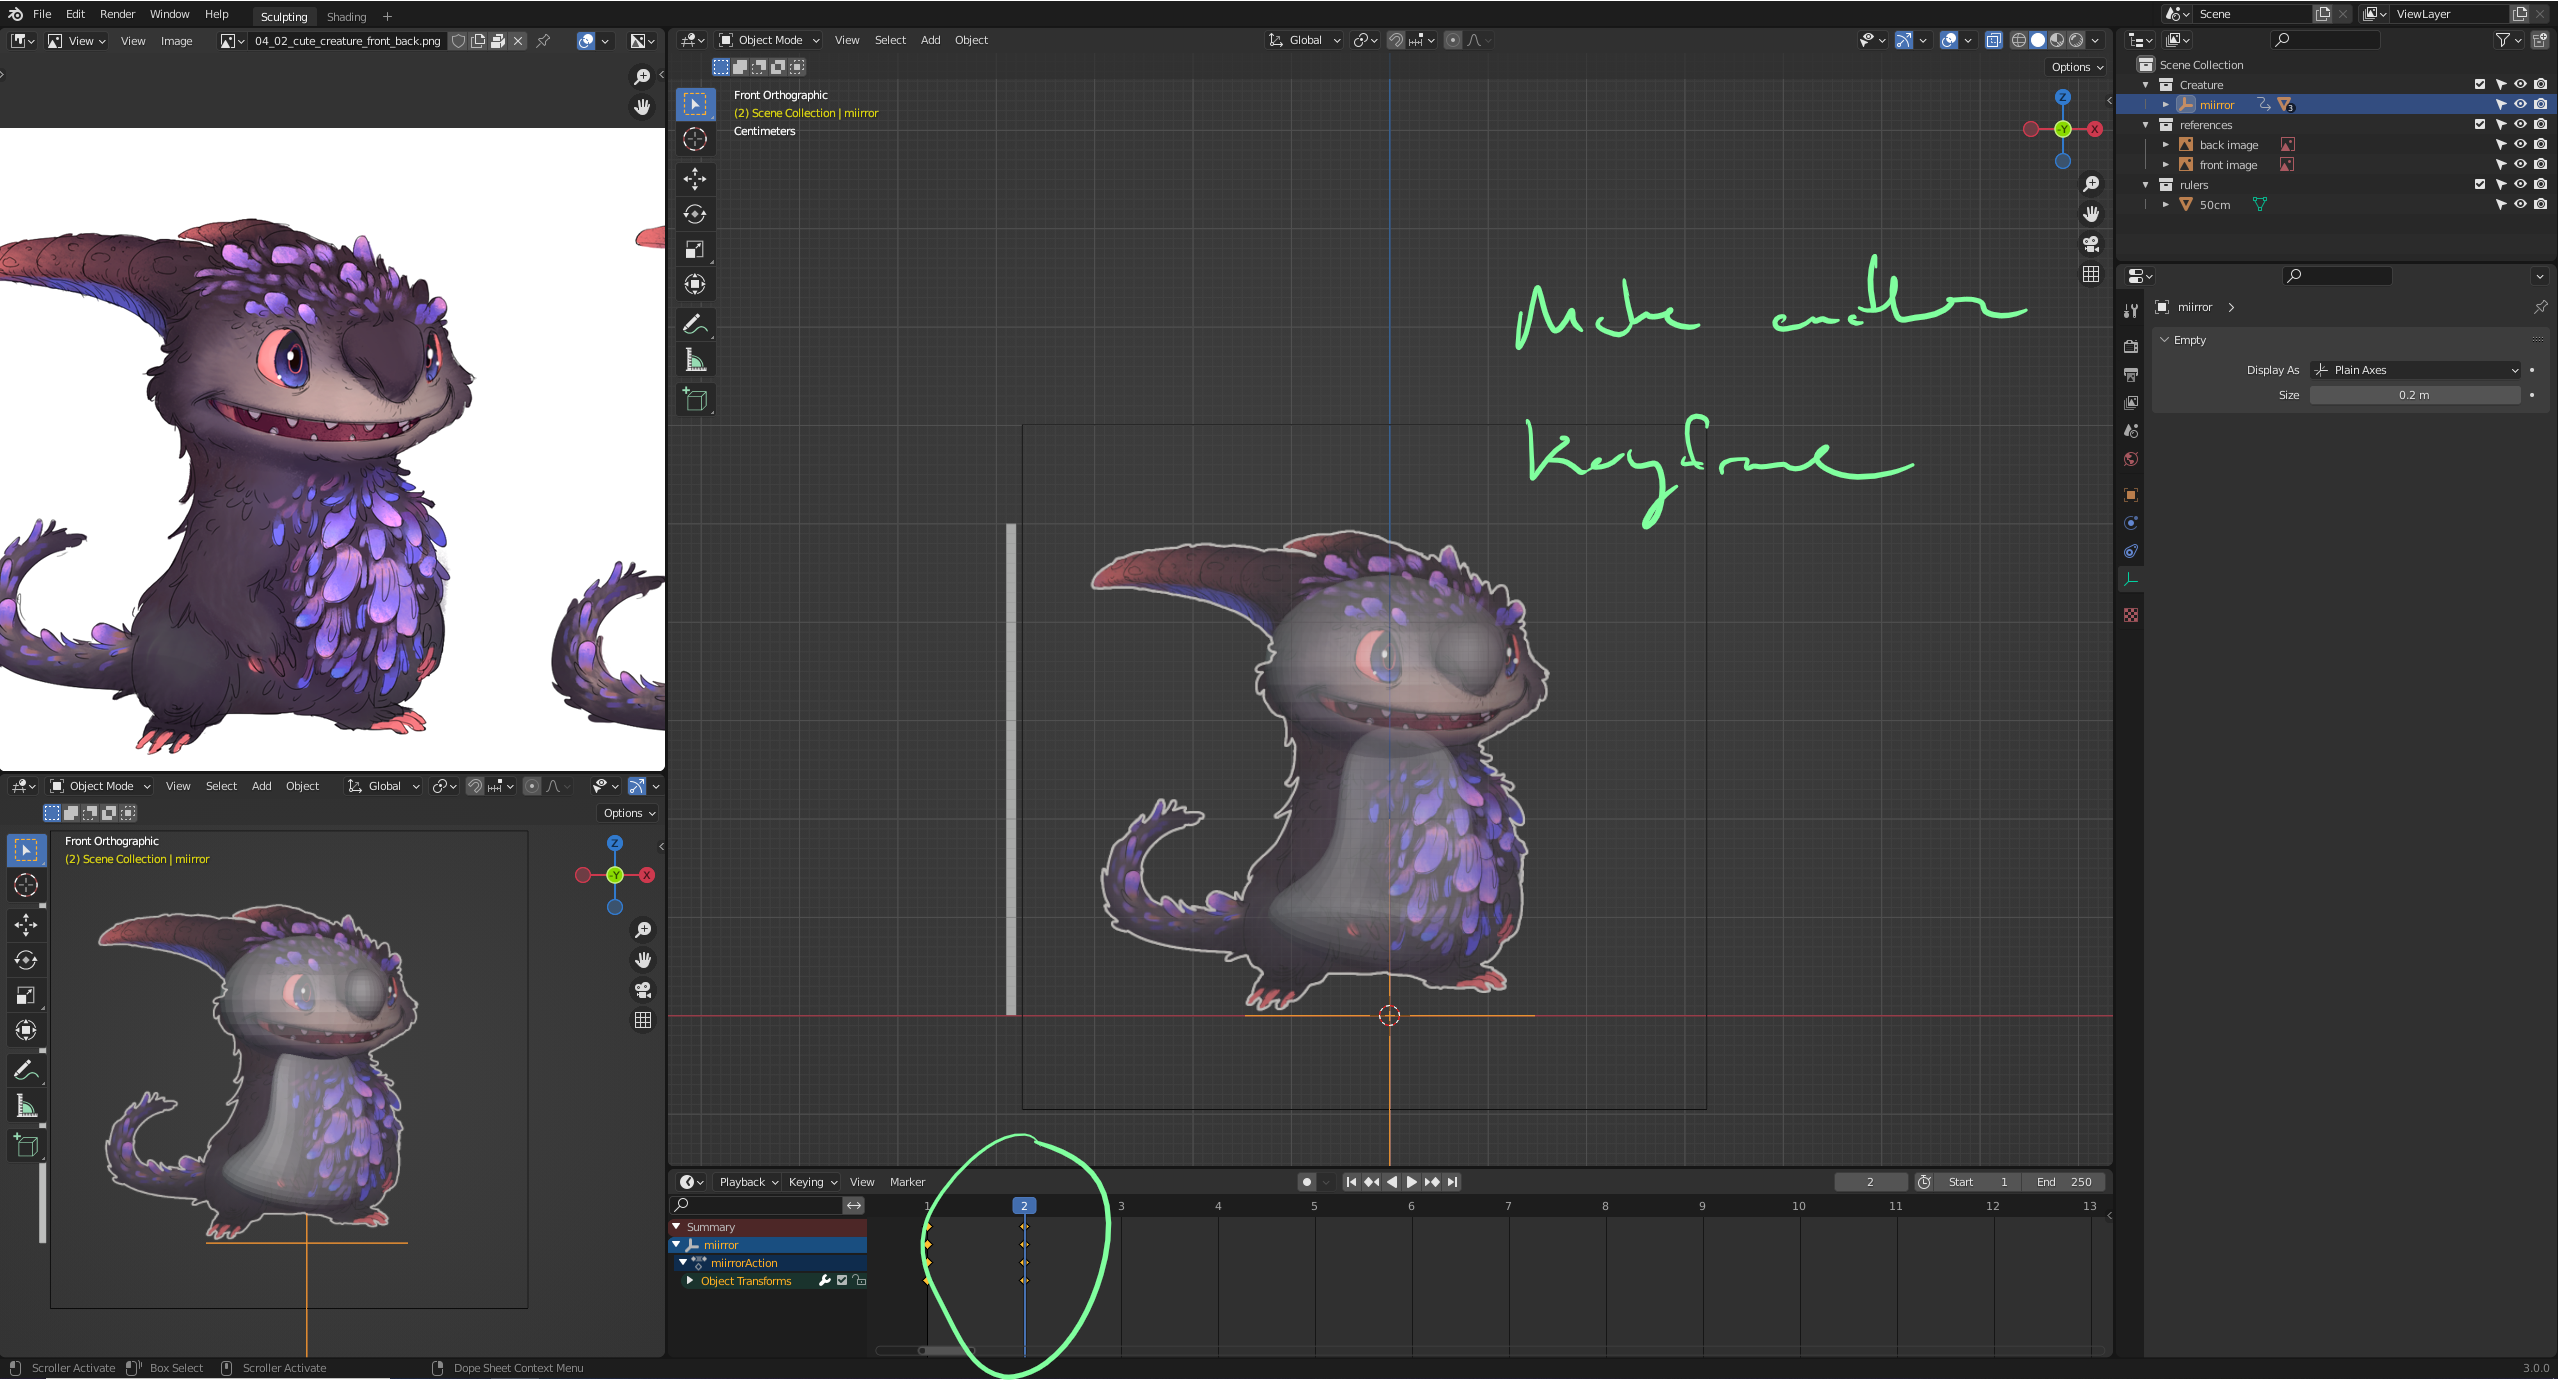 File Edit Render Window Help Sculpting Shading + Scene ViewLayer
View View Image 04_02_cute_creature_front_back.png
Object Mode View Select Add Object Global
Options
Front Orthographic
(2) Scene Collection | miirror
Centimeters
Z
Y
X
Make another
Keyframe
Scene Collection
Creature
miirror 3
references
back image
front image
rulers
50cm
miirror
Empty
Display As Plain Axes
Size 0.2 m
Object Mode View Select Add Object Global
Options
Front Orthographic
(2) Scene Collection | miirror
Z
Y
X
Playback Keying View Marker 2 Start 1 End 250
1 2 3 4 5 6 7 8 9 10 11 12 13
Summary
miirror
miirrorAction
Object Transforms
Scroller Activate Box Select Scroller Activate Dope Sheet Context Menu 3.0.0